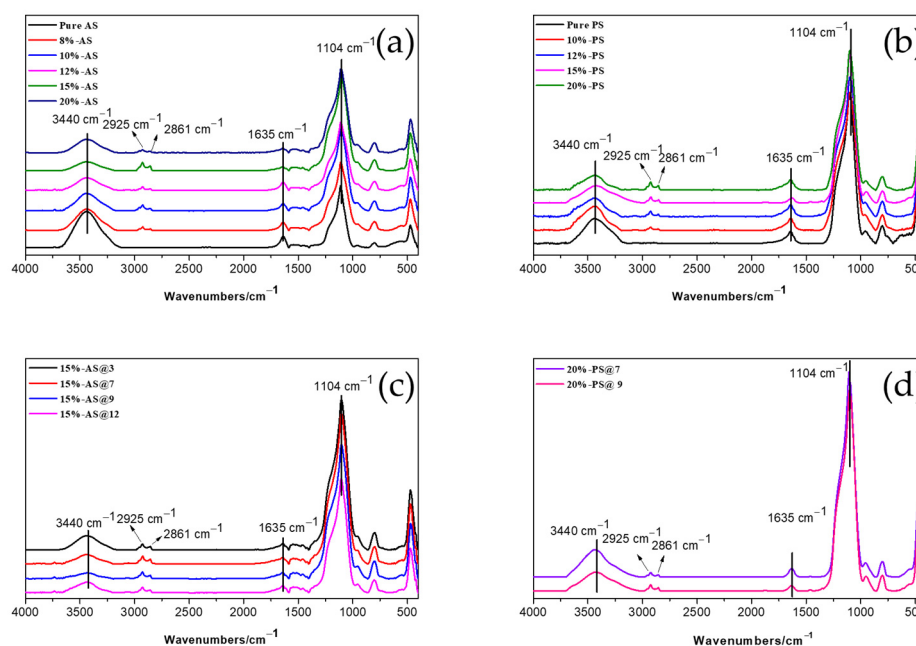 Pure AS
8%-AS
10%-AS
12%-AS
15%-AS
20%-AS
1104 cm⁻¹
(a)
3440 cm⁻¹
2925 cm⁻¹
2861 cm⁻¹
1635 cm⁻¹
4000 3500 3000 2500 2000 1500 1000 500
Wavenumbers/cm⁻¹
Pure PS
10%-PS
12%-PS
15%-PS
20%-PS
1104 cm⁻¹
(b)
3440 cm⁻¹
2925 cm⁻¹
2861 cm⁻¹
1635 cm⁻¹
4000 3500 3000 2500 2000 1500 1000 500
Wavenumbers/cm⁻¹
15%-AS@3
15%-AS@7
15%-AS@9
15%-AS@12
1104 cm⁻¹
(c)
3440 cm⁻¹
2925 cm⁻¹
2861 cm⁻¹
1635 cm⁻¹
4000 3500 3000 2500 2000 1500 1000 500
Wavenumbers/cm⁻¹
20%-PS@7
20%-PS@ 9
1104 cm⁻¹
(d)
3440 cm⁻¹
2925 cm⁻¹
2861 cm⁻¹
1635 cm⁻¹
4000 3500 3000 2500 2000 1500 1000 500
Wavenumbers/cm⁻¹